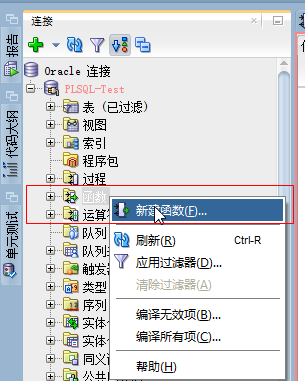 连接
Oracle 连接
PLSQL-Test
表 (已过滤)
视图
索引
程序包
过程
函数
运算符
队列
队列
触发器
类型
序列
实体化
实体化
同义词
公共同
新建函数(F)...
刷新(R) Ctrl-R
应用过滤器(D)...
清除过滤器(A)
编译无效项(B)...
编译所有项(C)...
帮助(H)
报告
代码大纲
单元测试